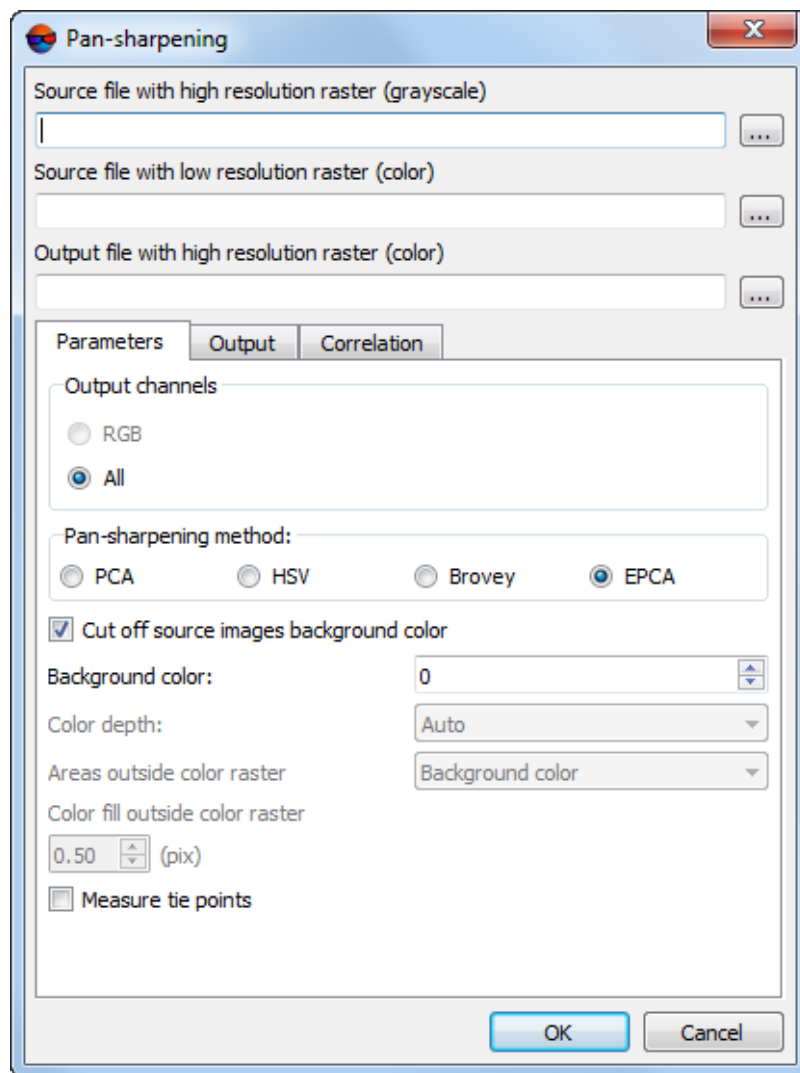 Pan-sharpening
Source file with high resolution raster (grayscale)
...
Source file with low resolution raster (color)
...
Output file with high resolution raster (color)
...
Parameters Output Correlation
Output channels
RGB
All
Pan-sharpening method:
PCA HSV Brovey EPCA
Cut off source images background color
Background color: 0
Color depth: Auto
Areas outside color raster Background color
Color fill outside color raster
0.50 (pix)
Measure tie points
OK Cancel